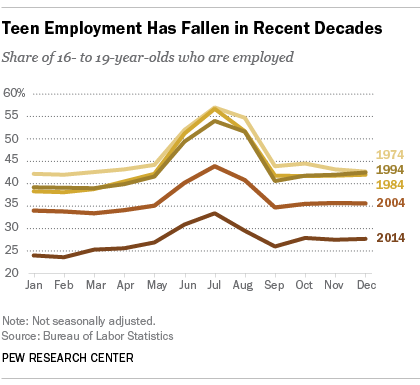 Teen Employment Has Fallen in Recent Decades
Share of 16- to 19-year-olds who are employed
60%
55
50
45
40
35
30
25
20
1974
1994
1984
2004
2014
Jan Feb Mar Apr May Jun Jul Aug Sep Oct Nov Dec
Note: Not seasonally adjusted.
Source: Bureau of Labor Statistics
PEW RESEARCH CENTER